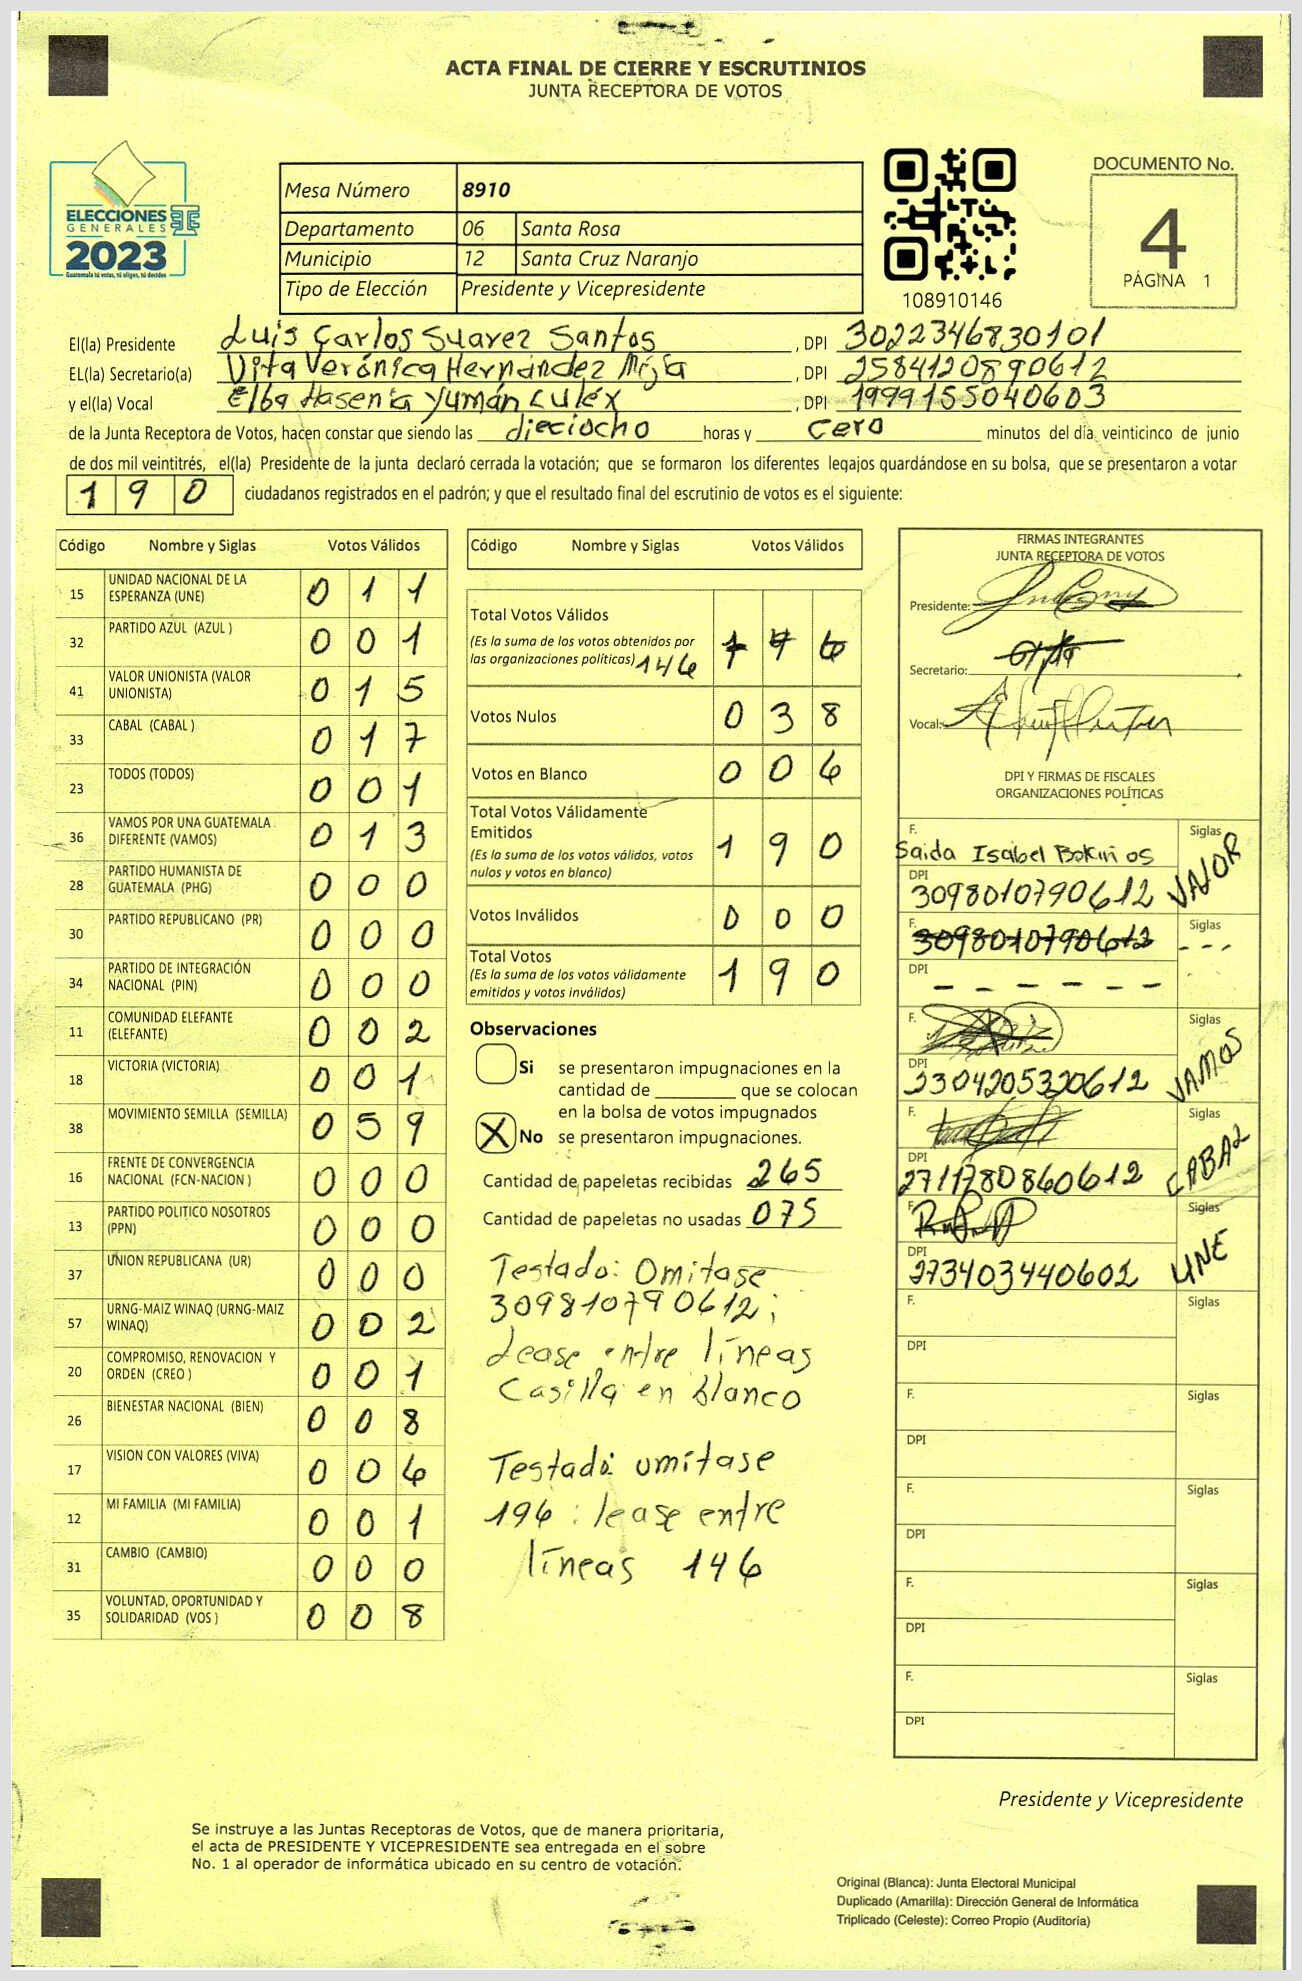 ACTA FINAL DE CIERRE Y ESCRUTINIOS
JUNTA RECEPTORA DE VOTOS
ELECCIONES
GENERALES
2023
Guatemala tú votas, tú eliges, tú decides
Mesa Número 8910
Departamento 06 Santa Rosa
Municipio 12 Santa Cruz Naranjo
Tipo de Elección Presidente y Vicepresidente
108910146
DOCUMENTO No.
4
PÁGINA 1
El(la) Presidente Luis Carlos Suarez Santos , DPI 3022346830101
EL(la) Secretario(a) Vita Verónica Hernández Mejía , DPI 2584120890612
y el(la) Vocal Elba Hasenia Yumán Culex , DPI 1999155040603
de la Junta Receptora de Votos, hacen constar que siendo las dieciocho horas y cero minutos del día veinticinco de junio
de dos mil veintitrés, el(la) Presidente de la junta declaró cerrada la votación; que se formaron los diferentes legajos guardándose en su bolsa, que se presentaron a votar
190 ciudadanos registrados en el padrón; y que el resultado final del escrutinio de votos es el siguiente:
Código Nombre y Siglas Votos Válidos
15 UNIDAD NACIONAL DE LA ESPERANZA (UNE) 0 1 1
32 PARTIDO AZUL (AZUL ) 0 0 1
41 VALOR UNIONISTA (VALOR UNIONISTA) 0 1 5
33 CABAL (CABAL ) 0 1 7
23 TODOS (TODOS) 0 0 1
36 VAMOS POR UNA GUATEMALA DIFERENTE (VAMOS) 0 1 3
28 PARTIDO HUMANISTA DE GUATEMALA (PHG) 0 0 0
30 PARTIDO REPUBLICANO (PR) 0 0 0
34 PARTIDO DE INTEGRACIÓN NACIONAL (PIN) 0 0 0
11 COMUNIDAD ELEFANTE (ELEFANTE) 0 0 2
18 VICTORIA (VICTORIA) 0 0 1
38 MOVIMIENTO SEMILLA (SEMILLA) 0 5 9
16 FRENTE DE CONVERGENCIA NACIONAL (FCN-NACION ) 0 0 0
13 PARTIDO POLITICO NOSOTROS (PPN) 0 0 0
37 UNION REPUBLICANA (UR) 0 0 0
57 URNG-MAIZ WINAQ (URNG-MAIZ WINAQ) 0 0 2
20 COMPROMISO, RENOVACION Y ORDEN (CREO ) 0 0 1
26 BIENESTAR NACIONAL (BIEN) 0 0 8
17 VISION CON VALORES (VIVA) 0 0 6
12 MI FAMILIA (MI FAMILIA) 0 0 1
31 CAMBIO (CAMBIO) 0 0 0
35 VOLUNTAD, OPORTUNIDAD Y SOLIDARIDAD (VOS ) 0 0 8
Código Nombre y Siglas Votos Válidos
Total Votos Válidos
(Es la suma de los votos obtenidos por
las organizaciones políticas) 146
Votos Nulos 0 3 8
Votos en Blanco 0 0 6
Total Votos Válidamente
Emitidos
(Es la suma de los votos válidos, votos
nulos y votos en blanco) 1 9 0
Votos Inválidos 0 0 0
Total Votos
(Es la suma de los votos válidamente
emitidos y votos inválidos) 1 9 0
Observaciones
Si se presentaron impugnaciones en la
cantidad de ________ que se colocan
en la bolsa de votos impugnados
X No se presentaron impugnaciones.
Cantidad de papeletas recibidas 265
Cantidad de papeletas no usadas 075
Testado: Omitase
309810790612;
Lease entre líneas
Casilla en blanco
Testado omitase
196: lease entre
líneas 146
FIRMAS INTEGRANTES
JUNTA RECEPTORA DE VOTOS
Presidente:
Secretario:
Vocal:
DPI Y FIRMAS DE FISCALES
ORGANIZACIONES POLÍTICAS
F. Siglas
Saida Isabel VALOR
DPI 3098010790612
F. 3098010790612 Siglas - - -
DPI - - - - - -
F. Siglas VAMOS
DPI 2304205320612
F. Siglas CABAL
DPI 2711780860612
F. Siglas UNE
DPI 273403440602
F. Siglas
DPI
F. Siglas
DPI
F. Siglas
DPI
F. Siglas
DPI
F. Siglas
DPI
Presidente y Vicepresidente
Se instruye a las Juntas Receptoras de Votos, que de manera prioritaria,
el acta de PRESIDENTE Y VICEPRESIDENTE sea entregada en el sobre
No. 1 al operador de informática ubicado en su centro de votación.
Original (Blanca): Junta Electoral Municipal
Duplicado (Amarilla): Dirección General de Informática
Triplicado (Celeste): Correo Propio (Auditoría)